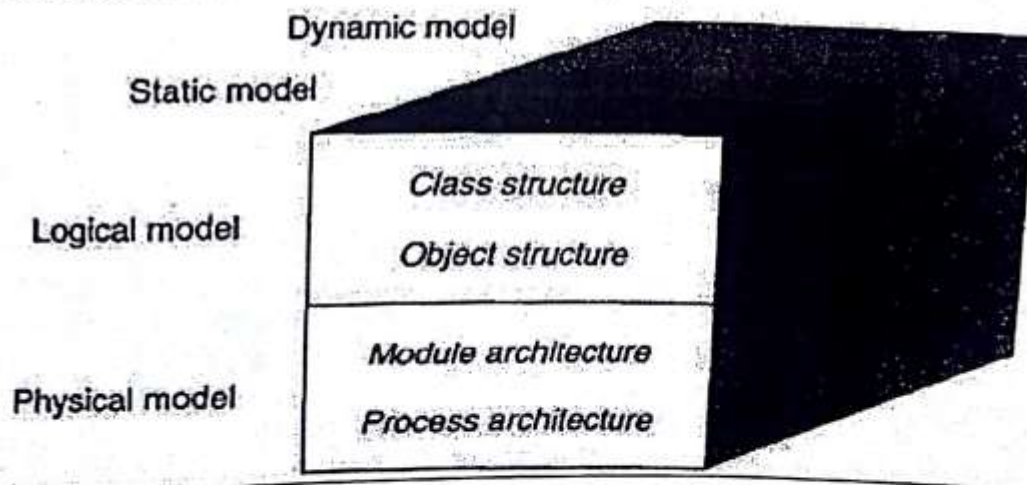 Dynamic model
Static model
Class structure
Logical model
Object structure
Module architecture
Physical model
Process architecture